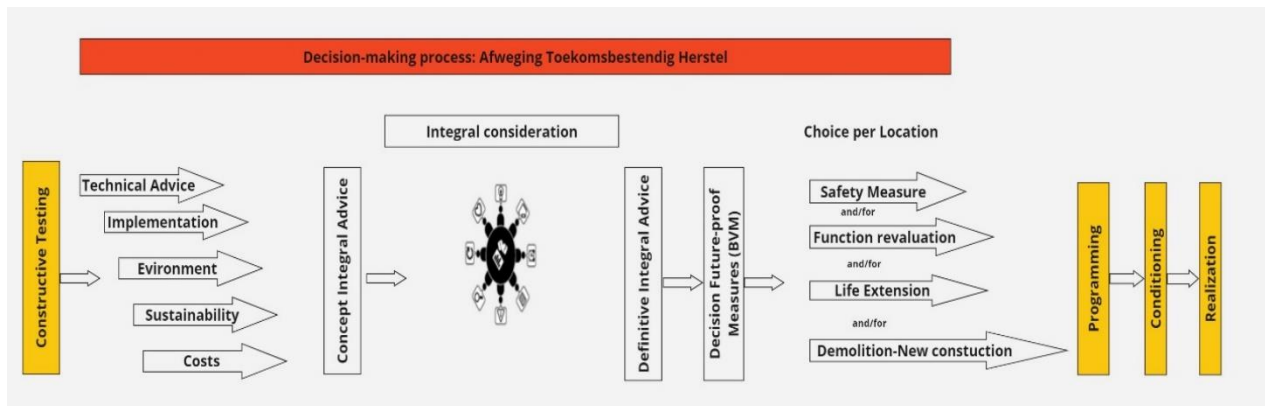 Decision-making process: Afweging Toekomsbestendig Herstel
Integral consideration
Choice per Location
Constructive Testing
Technical Advice
Implementation
Evironment
Sustainability
Costs
Concept Integral Advice
Definitive Integral Advice
Decision Future-proof
Measures (BVM)
Safety Measure
and/for
Function revaluation
and/for
Life Extension
and/for
Demolition-New constuction
Programming
Conditioning
Realization